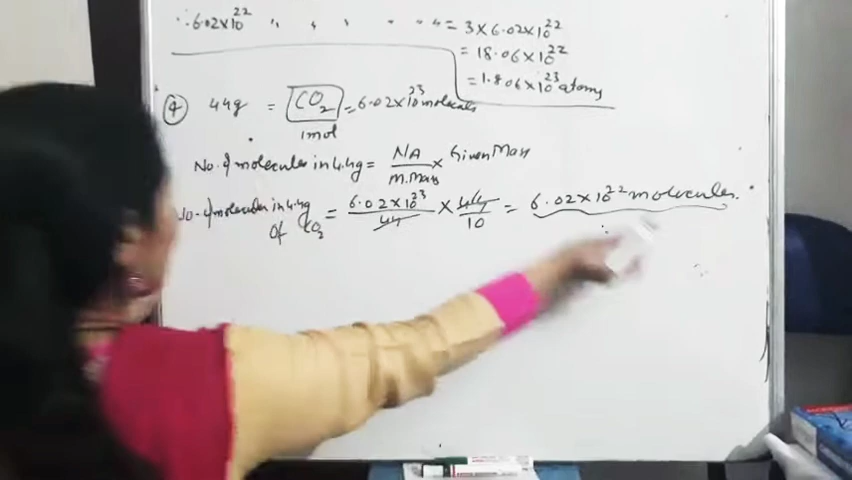 ∴ 6.02×10²² " " " " " = 3×6.02×10²²
= 18.06×10²²
= 1.806×10²³ atoms
④ 44g = CO₂ = 6.02×10²³ molecules
1mol
No. of molecules in 4.4g = NA / M.Mass × Given Mass
No. of molecules in 4.4g of CO₂ = 6.02×10²³ / 44 × 44 / 10 = 6.02×10²² molecules.